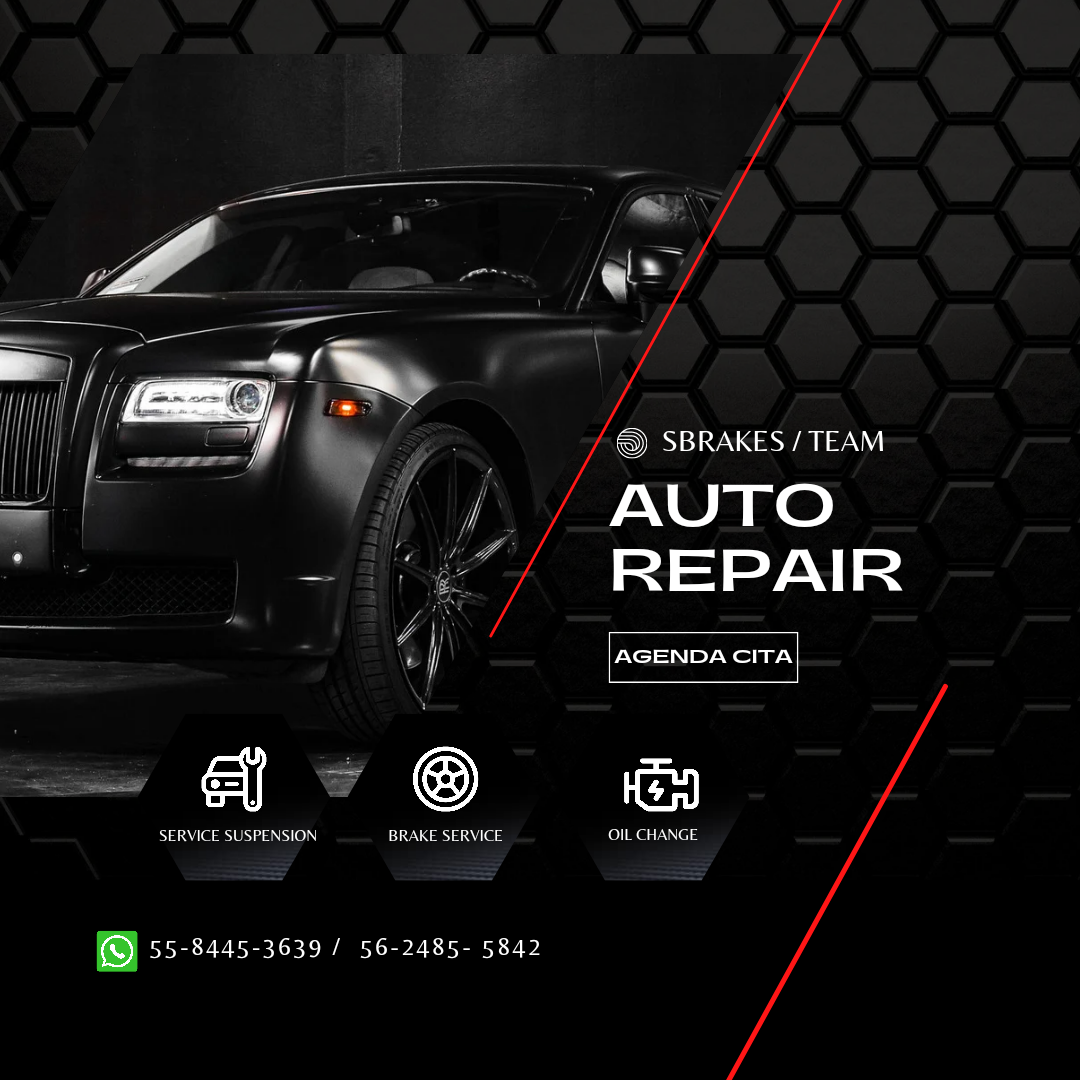 SBRAKES / TEAM
AUTO
REPAIR
AGENDA CITA
SERVICE SUSPENSION
BRAKE SERVICE
OIL CHANGE
55-8445-3639 / 56-2485- 5842